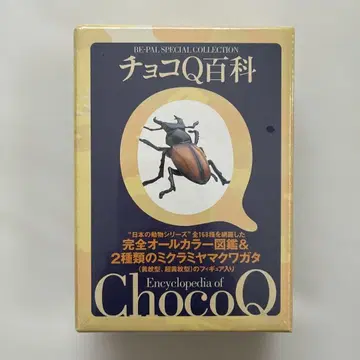 BE-PAL SPECIAL COLLECTION
チョコQ百科
"日本の動物シリーズ"全168種を網羅した
完全オールカラー図鑑&
2種類のミクラミヤマクワガタ
(黄紋型、超黄紋型)のフィギュア入り
Encyclopedia of
ChocoQ